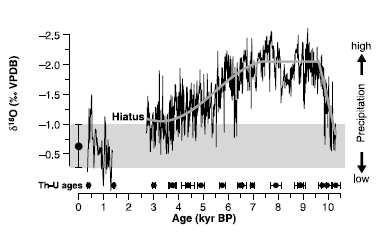 −2.5
−2.0
−1.5
−1.0
−0.5
δ18O (‰ VPDB)
Hiatus
high
Precipitation
low
Th–U ages
0 1 2 3 4 5 6 7 8 9 10
Age (kyr BP)